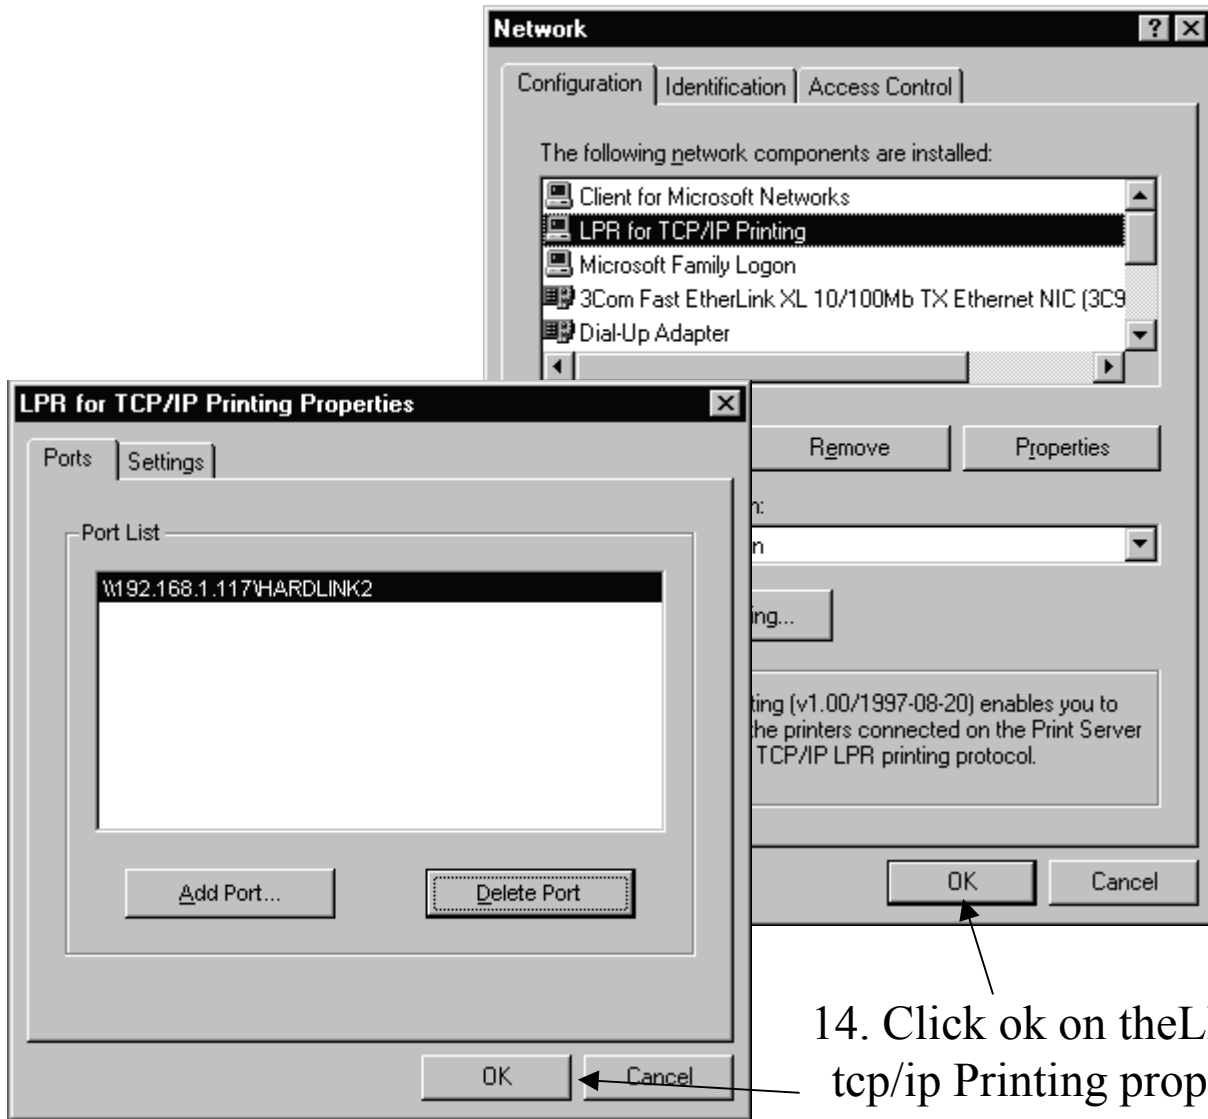 Network
Configuration Identification Access Control
The following network components are installed:
Client for Microsoft Networks
LPR for TCP/IP Printing
Microsoft Family Logon
3Com Fast EtherLink XL 10/100Mb TX Ethernet NIC (3C9
Dial-Up Adapter
Remove Properties
ting (v1.00/1997-08-20) enables you to
the printers connected on the Print Server
TCP/IP LPR printing protocol.
OK Cancel
LPR for TCP/IP Printing Properties
Ports Settings
Port List
\\192.168.1.117\HARDLINK2
Add Port... Delete Port
OK Cancel
14. Click ok on theL
tcp/ip Printing prop